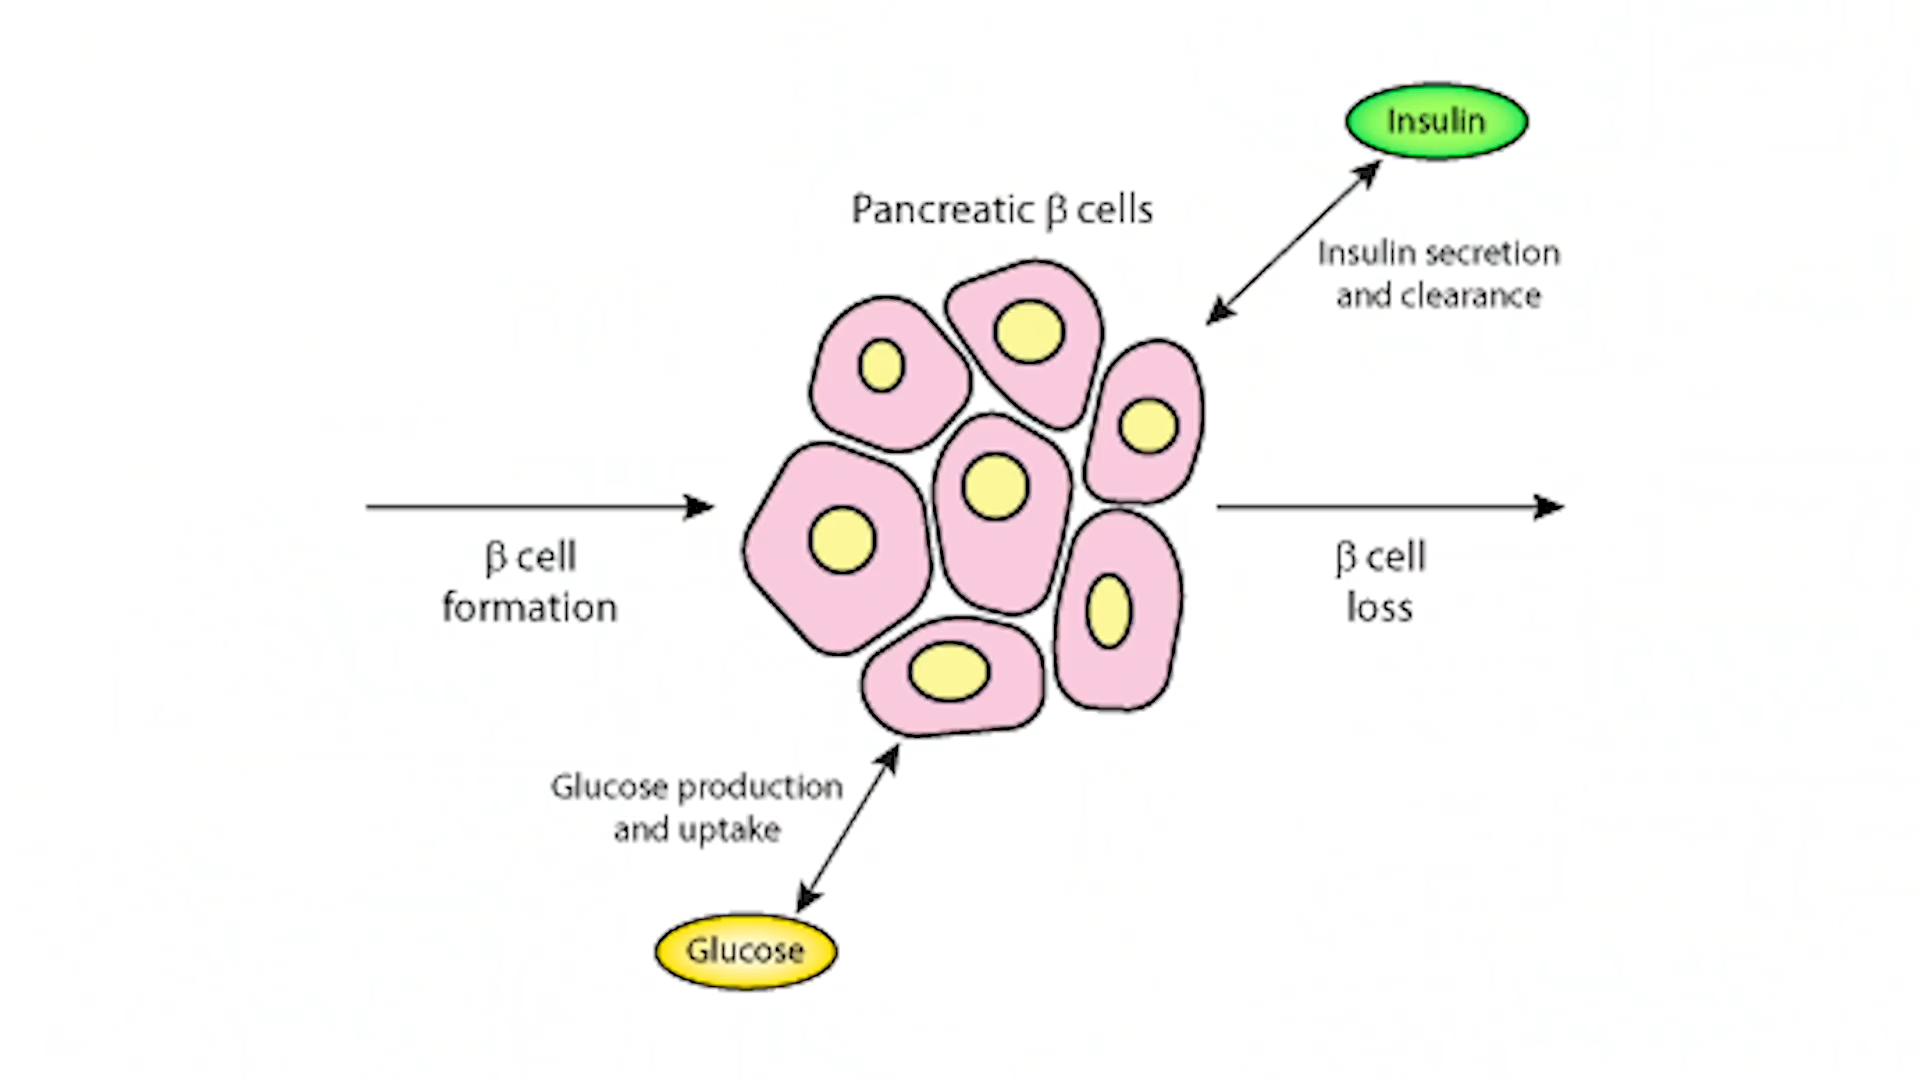 Insulin
Pancreatic β cells
Insulin secretion
and clearance
β cell
formation
β cell
loss
Glucose production
and uptake
Glucose